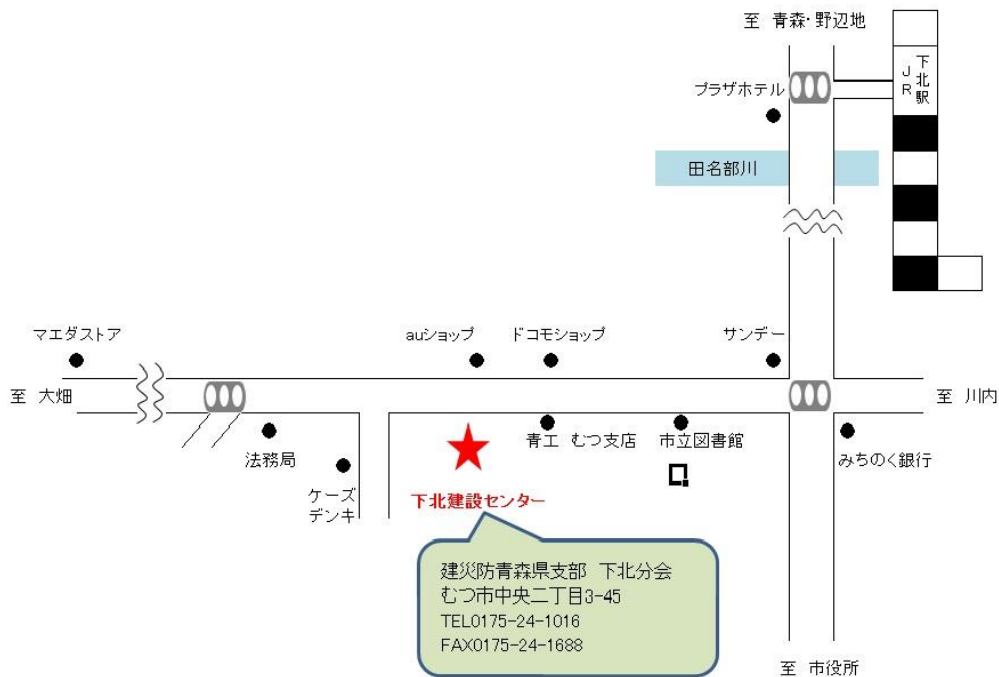 至 青森・野辺地
JR下北駅
プラザホテル
田名部川
マエダストア
auショップ
ドコモショップ
サンデー
至 大畑
至 川内
法務局
青工 むつ支店
市立図書館
みちのく銀行
ケーズ
デンキ
下北建設センター
建災防青森県支部 下北分会
むつ市中央二丁目3-45
TEL0175-24-1016
FAX0175-24-1688
至 市役所